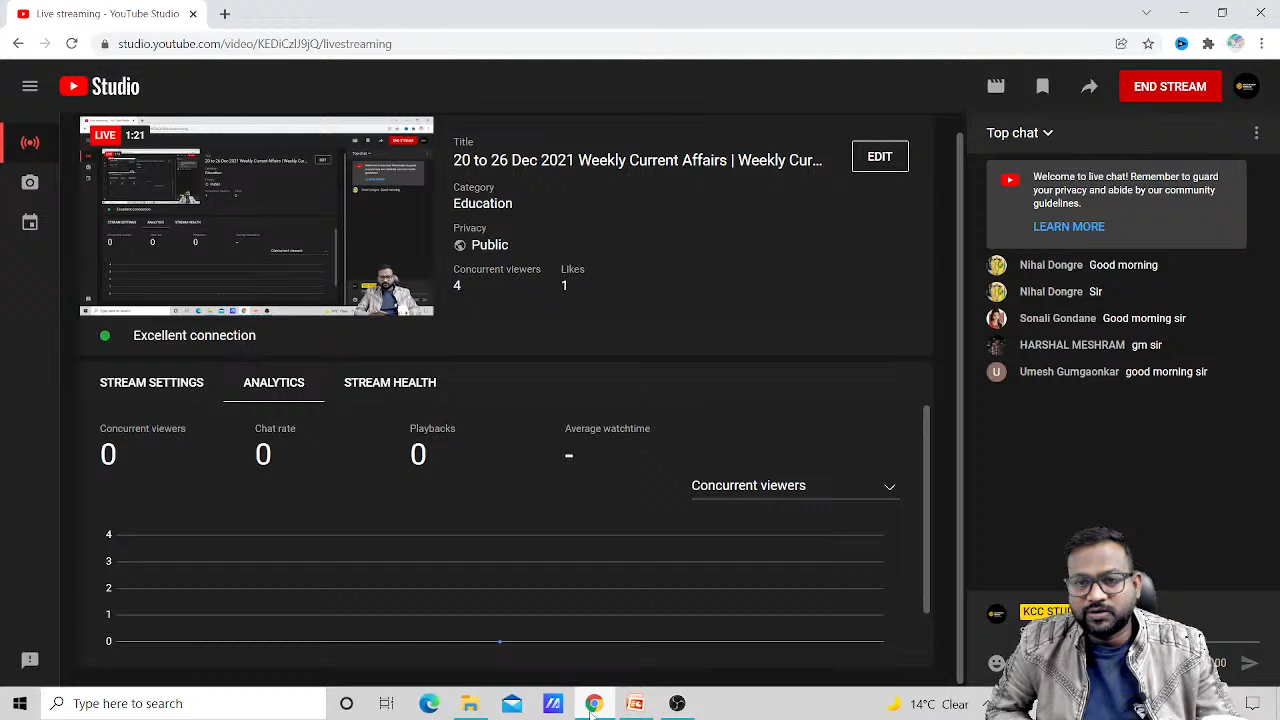 Live streaming - YouTube Studio
studio.youtube.com/video/KEDiCzIJ9jQ/livestreaming
Studio
END STREAM
LIVE 1:21
Title
20 to 26 Dec 2021 Weekly Current Affairs | Weekly Cur...
EDIT
Category
Education
Privacy
Public
Concurrent viewers Likes
4 1
Excellent connection
STREAM SETTINGS ANALYTICS STREAM HEALTH
Concurrent viewers Chat rate Playbacks Average watchtime
0 0 0 -
Concurrent viewers
4
3
2
1
0
Top chat
Welcome to live chat! Remember to guard
your privacy and abide by our community
guidelines.
LEARN MORE
Nihal Dongre Good morning
Nihal Dongre SIr
Sonali Gondane Good morning sir
HARSHAL MESHRAM gm sir
U Umesh Gumgaonkar good morning sir
KCC
Type here to search
14°C Clear